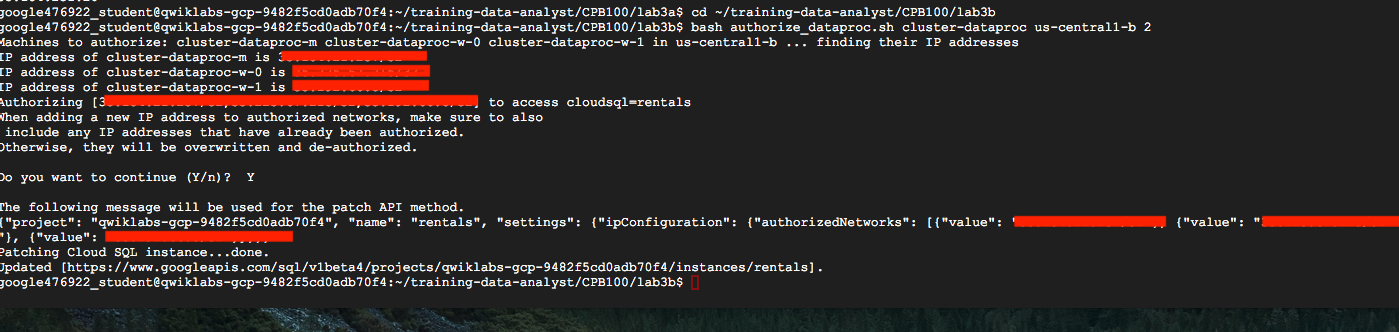 google476922_student@qwiklabs-gcp-9482f5cd0adb70f4:~/training-data-analyst/CPB100/lab3a$ cd ~/training-data-analyst/CPB100/lab3b
google476922_student@qwiklabs-gcp-9482f5cd0adb70f4:~/training-data-analyst/CPB100/lab3b$ bash authorize_dataproc.sh cluster-dataproc us-central1-b 2
Machines to authorize: cluster-dataproc-m cluster-dataproc-w-0 cluster-dataproc-w-1 in us-central1-b ... finding their IP addresses
IP address of cluster-dataproc-m is
IP address of cluster-dataproc-w-0 is
IP address of cluster-dataproc-w-1 is
Authorizing [ ] to access cloudsql=rentals
When adding a new IP address to authorized networks, make sure to also
include any IP addresses that have already been authorized.
Otherwise, they will be overwritten and de-authorized.
Do you want to continue (Y/n)? Y
The following message will be used for the patch API method.
{"project": "qwiklabs-gcp-9482f5cd0adb70f4", "name": "rentals", "settings": {"ipConfiguration": {"authorizedNetworks": [{"value": " {"value": "
"}, {"value":
Patching Cloud SQL instance...done.
Updated [https://www.googleapis.com/sql/v1beta4/projects/qwiklabs-gcp-9482f5cd0adb70f4/instances/rentals].
google476922_student@qwiklabs-gcp-9482f5cd0adb70f4:~/training-data-analyst/CPB100/lab3b$